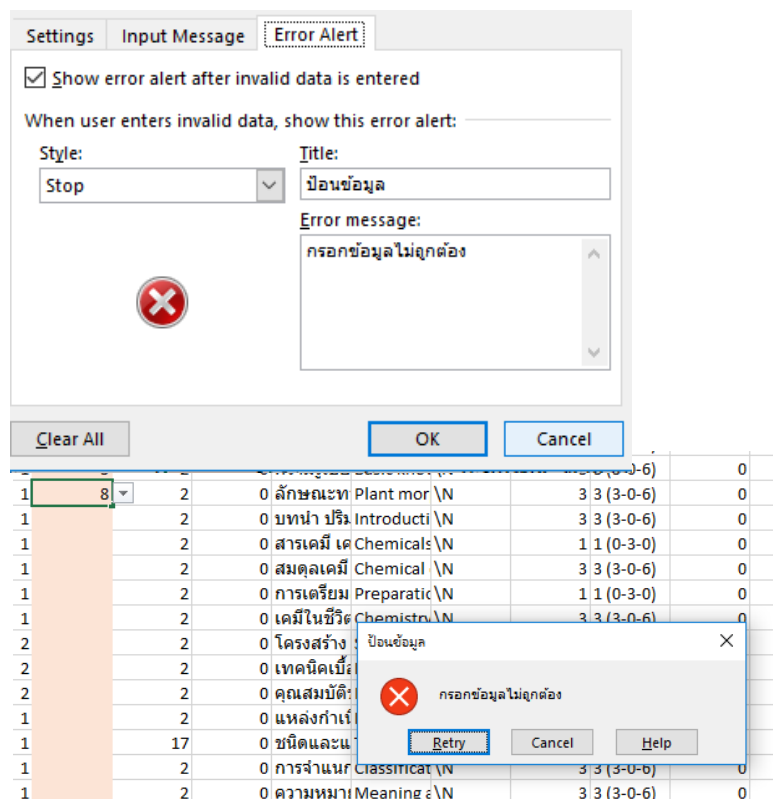 Settings Input Message Error Alert
Show error alert after invalid data is entered
When user enters invalid data, show this error alert:
Style: Title:
Stop ป้อนข้อมูล
Error message:
กรอกข้อมูลไม่ถูกต้อง
Clear All OK Cancel
0
1 8 2 0 ลักษณะท Plant mor \N 3 3 (3-0-6) 0
1 2 0 บทนำ ปริม Introducti \N 3 3 (3-0-6) 0
1 2 0 สารเคมี เค Chemicals \N 1 1 (0-3-0) 0
1 2 0 สมดุลเคมี Chemical \N 3 3 (3-0-6) 0
1 2 0 การเตรียม Preparatic \N 1 1 (0-3-0) 0
1 2 0 เคมีในชีวิต Chemistry \N 3 3 (3-0-6) 0
2 2 0 โครงสร้าง
2 2 0 เทคนิคเบื้อ
2 2 0 คุณสมบัติ
1 2 0 แหล่งกำเนิ
1 17 0 ชนิดและแ
1 2 0 การจำแนก Classificat \N 3 3 (3-0-6) 0
1 2 0 ความหมาย Meaning a \N 3 3 (3-0-6) 0
ป้อนข้อมูล
กรอกข้อมูลไม่ถูกต้อง
Retry Cancel Help